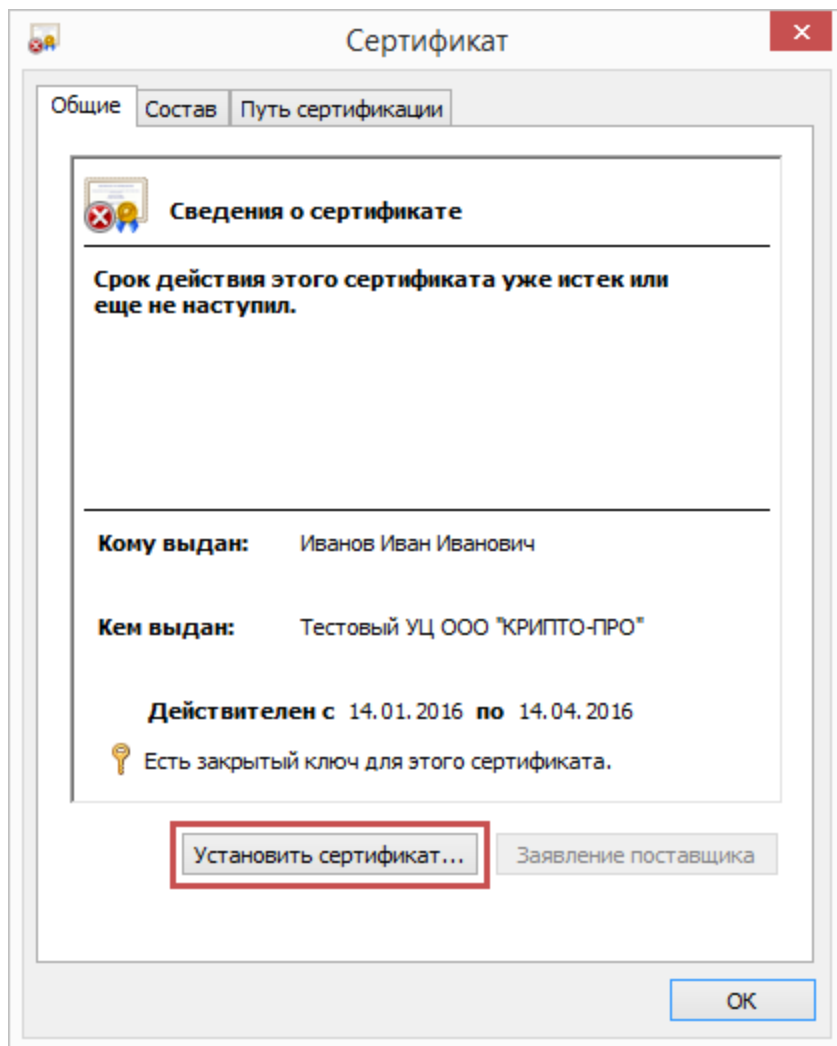 Сертификат
Общие Состав Путь сертификации
Сведения о сертификате
Срок действия этого сертификата уже истек или
еще не наступил.
Кому выдан: Иванов Иван Иванович
Кем выдан: Тестовый УЦ ООО "КРИПТО-ПРО"
Действителен с 14.01.2016 по 14.04.2016
Есть закрытый ключ для этого сертификата.
Установить сертификат... Заявление поставщика
ОК